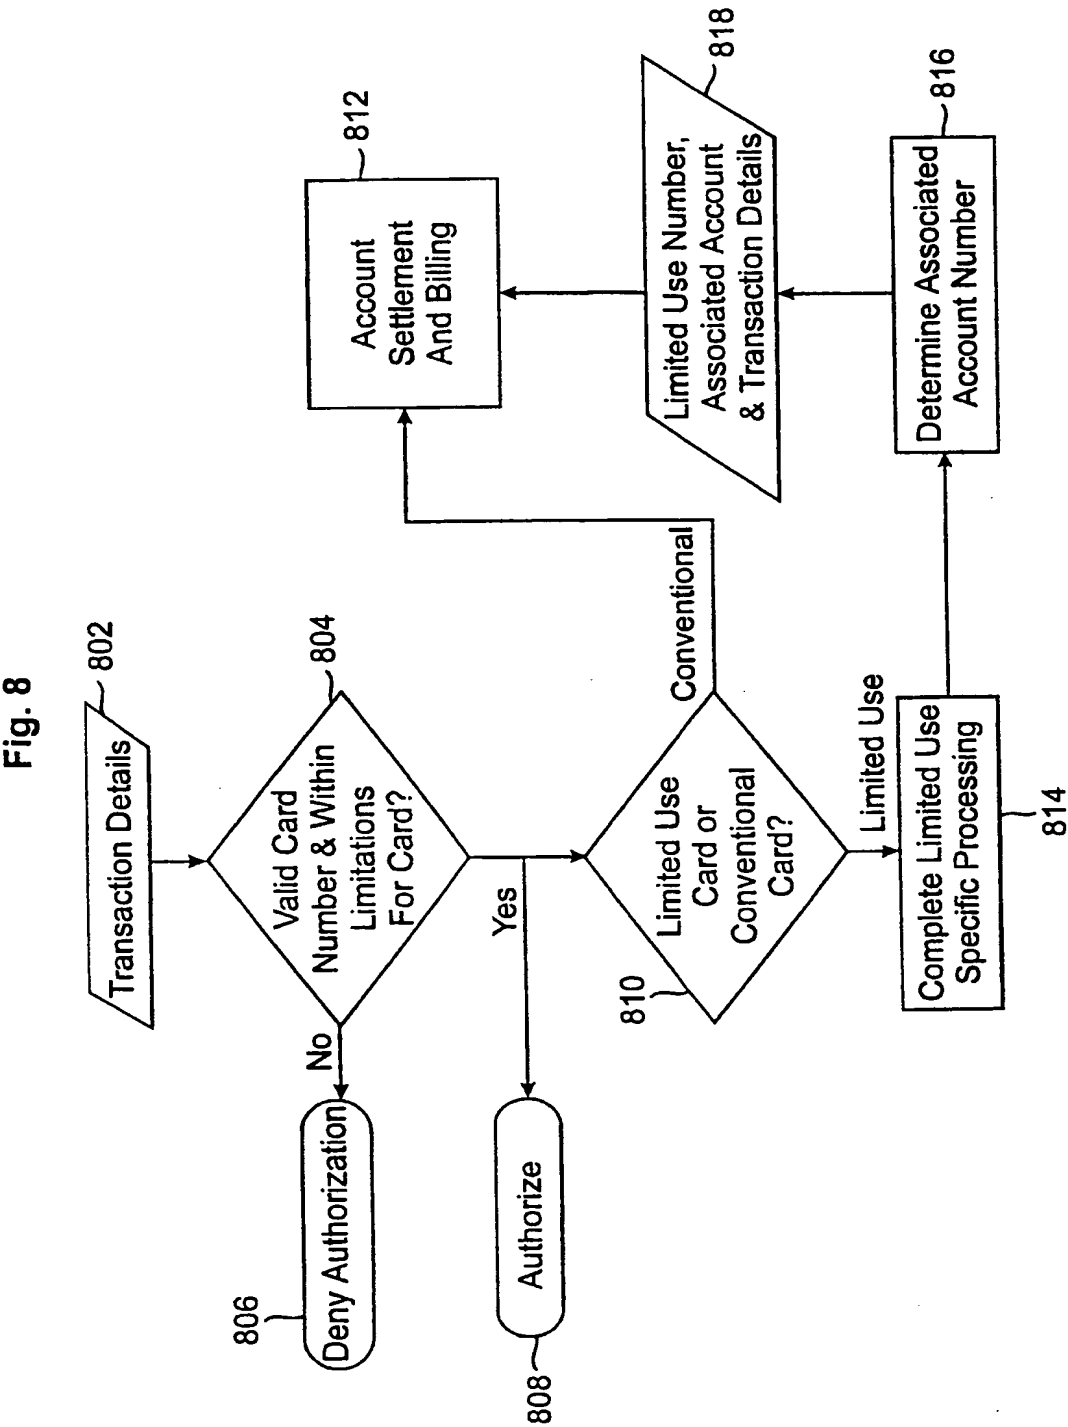 Fig. 8
802
Transaction Details
804
Valid Card
Number & Within
Limitations
For Card?
No
806
Deny Authorization
Yes
808
Authorize
810
Limited Use
Card or
Conventional
Card?
Conventional
812
Account
Settlement
And Billing
Limited Use
Complete Limited Use
Specific Processing
814
Determine Associated
Account Number
816
Limited Use Number,
Associated Account
& Transaction Details
818